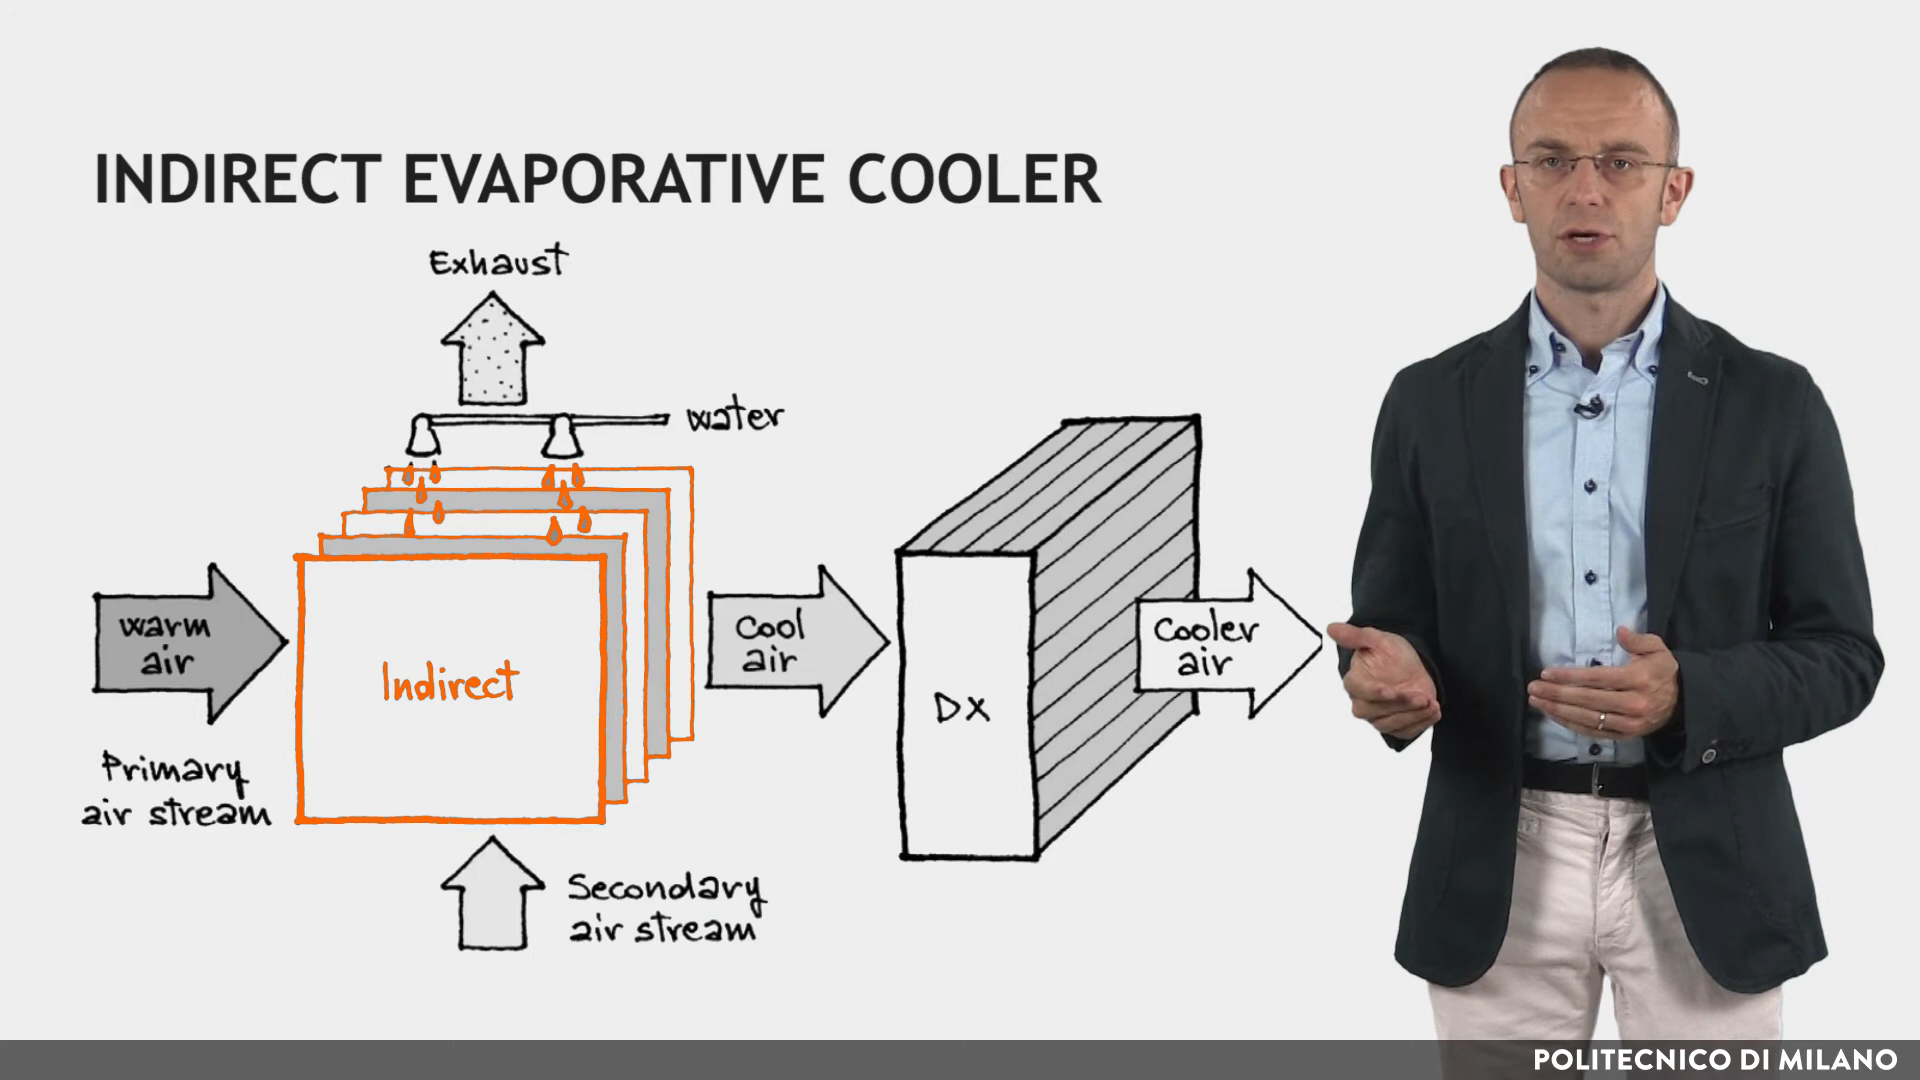 INDIRECT EVAPORATIVE COOLER
Exhaust
water
warm
air
Indirect
Cool
air
DX
Cooler
air
Primary
air stream
Secondary
air stream
POLITECNICO DI MILANO